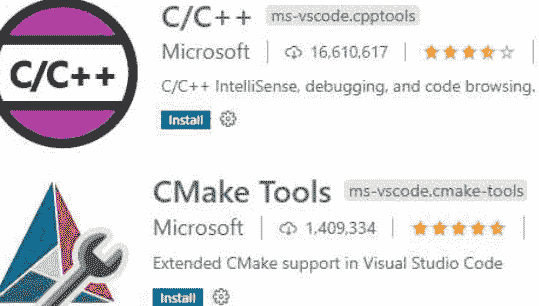 C/C++ ms-vscode.cpptools
C/C++
Microsoft 16,610,617
C/C++ IntelliSense, debugging, and code browsing.
Install
CMake Tools ms-vscode.cmake-tools
Microsoft 1,409,334
Extended CMake support in Visual Studio Code
Install